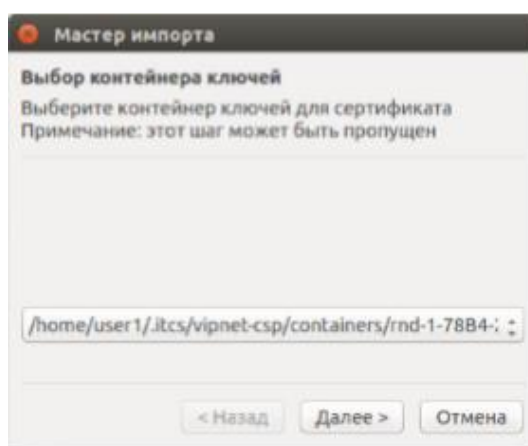 Мастер импорта
Выбор контейнера ключей
Выберите контейнер ключей для сертификата
Примечание: этот шаг может быть пропущен
/home/user1/.itcs/vipnet-csp/containers/rnd-1-78B4-
< Назад Далее > Отмена